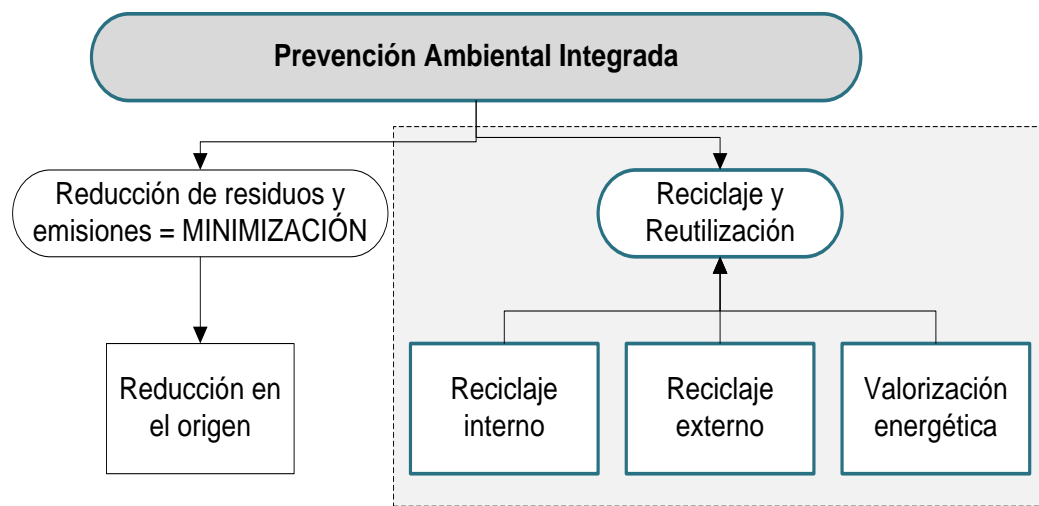 Prevención Ambiental Integrada
Reducción de residuos y
emisiones = MINIMIZACIÓN
Reciclaje y
Reutilización
Reducción en
el origen
Reciclaje
interno
Reciclaje
externo
Valorización
energética